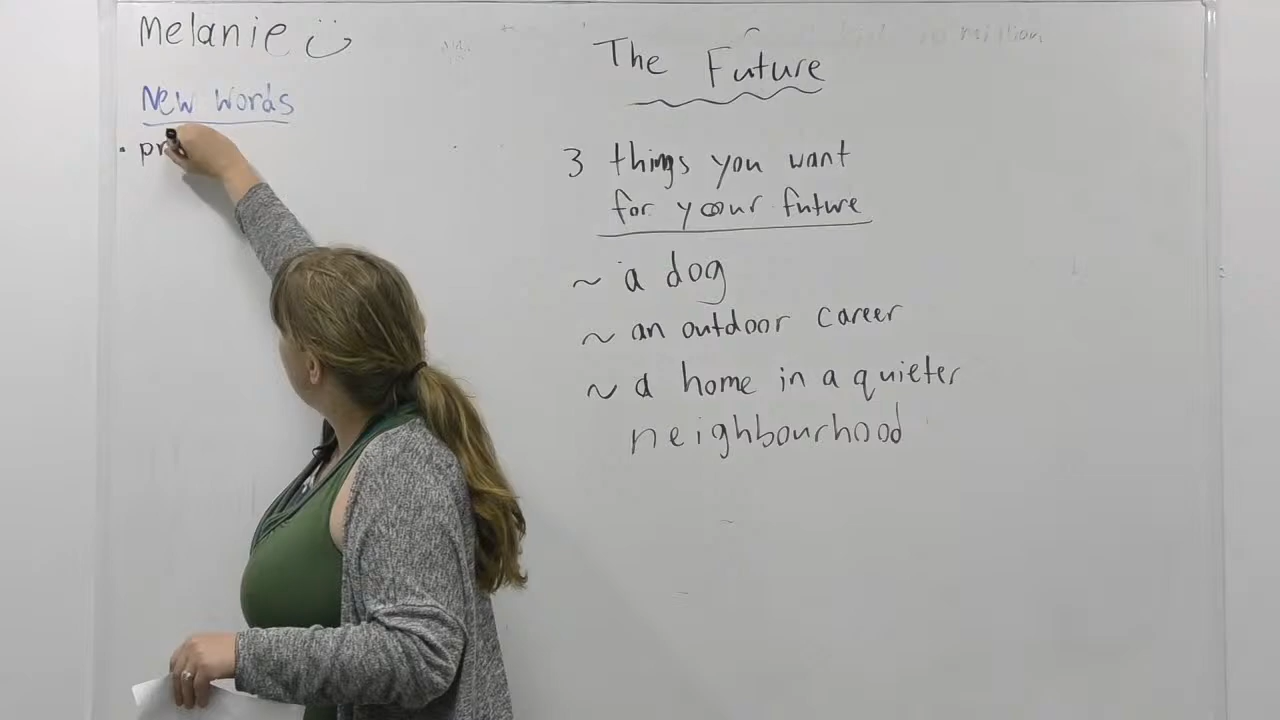 Melanie
New Words
• pr
The Future
3 things you want
for your future
~ a dog
~ an outdoor career
~ a home in a quieter
neighbourhood
million